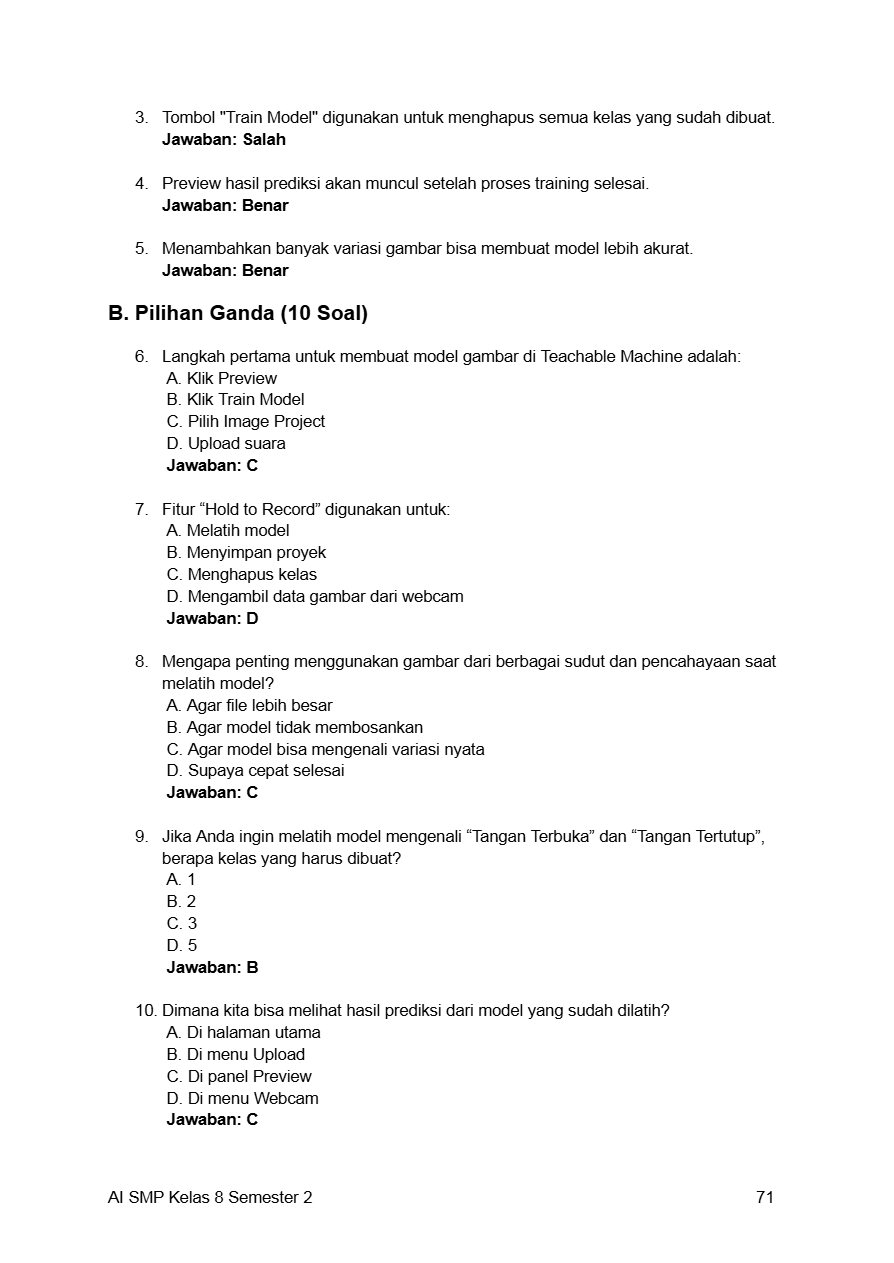 3. Tombol "Train Model" digunakan untuk menghapus semua kelas yang sudah dibuat.
Jawaban: Salah
4. Preview hasil prediksi akan muncul setelah proses training selesai.
Jawaban: Benar
5. Menambahkan banyak variasi gambar bisa membuat model lebih akurat.
Jawaban: Benar
B. Pilihan Ganda (10 Soal)
6. Langkah pertama untuk membuat model gambar di Teachable Machine adalah:
A. Klik Preview
B. Klik Train Model
C. Pilih Image Project
D. Upload suara
Jawaban: C
7. Fitur “Hold to Record” digunakan untuk:
A. Melatih model
B. Menyimpan proyek
C. Menghapus kelas
D. Mengambil data gambar dari webcam
Jawaban: D
8. Mengapa penting menggunakan gambar dari berbagai sudut dan pencahayaan saat
melatih model?
A. Agar file lebih besar
B. Agar model tidak membosankan
C. Agar model bisa mengenali variasi nyata
D. Supaya cepat selesai
Jawaban: C
9. Jika Anda ingin melatih model mengenali “Tangan Terbuka” dan “Tangan Tertutup”,
berapa kelas yang harus dibuat?
A. 1
B. 2
C. 3
D. 5
Jawaban: B
10. Dimana kita bisa melihat hasil prediksi dari model yang sudah dilatih?
A. Di halaman utama
B. Di menu Upload
C. Di panel Preview
D. Di menu Webcam
Jawaban: C
AI SMP Kelas 8 Semester 2 71